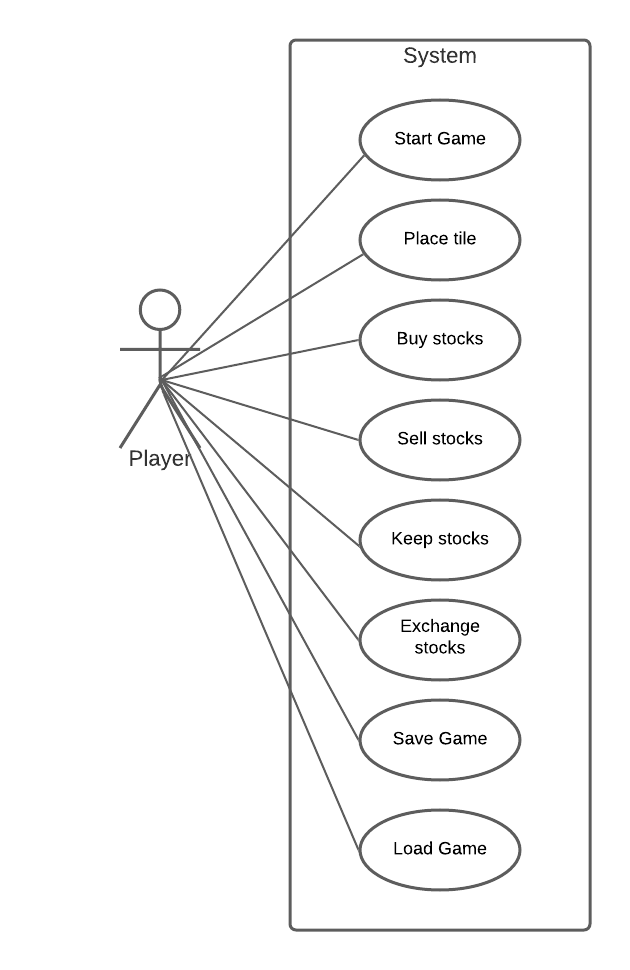 System
Start Game
Place tile
Buy stocks
Sell stocks
Player
Keep stocks
Exchange
stocks
Save Game
Load Game